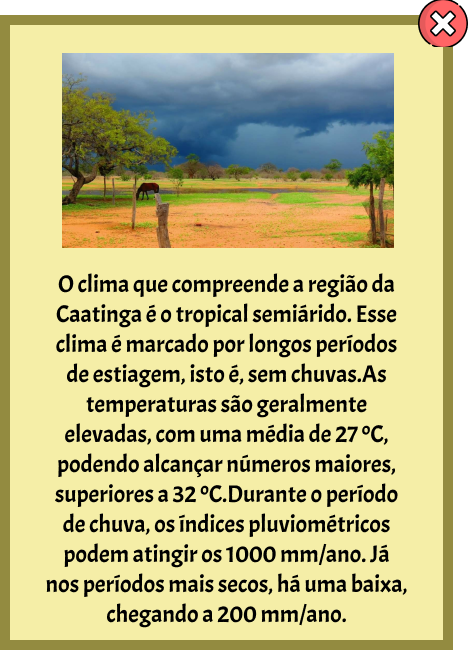 O clima que compreende a região da
Caatinga é o tropical semiárido. Esse
clima é marcado por longos períodos
de estiagem, isto é, sem chuvas.As
temperaturas são geralmente
elevadas, com uma média de 27 ºC,
podendo alcançar números maiores,
superiores a 32 ºC.Durante o período
de chuva, os índices pluviométricos
podem atingir os 1000 mm/ano. Já
nos períodos mais secos, há uma baixa,
chegando a 200 mm/ano.